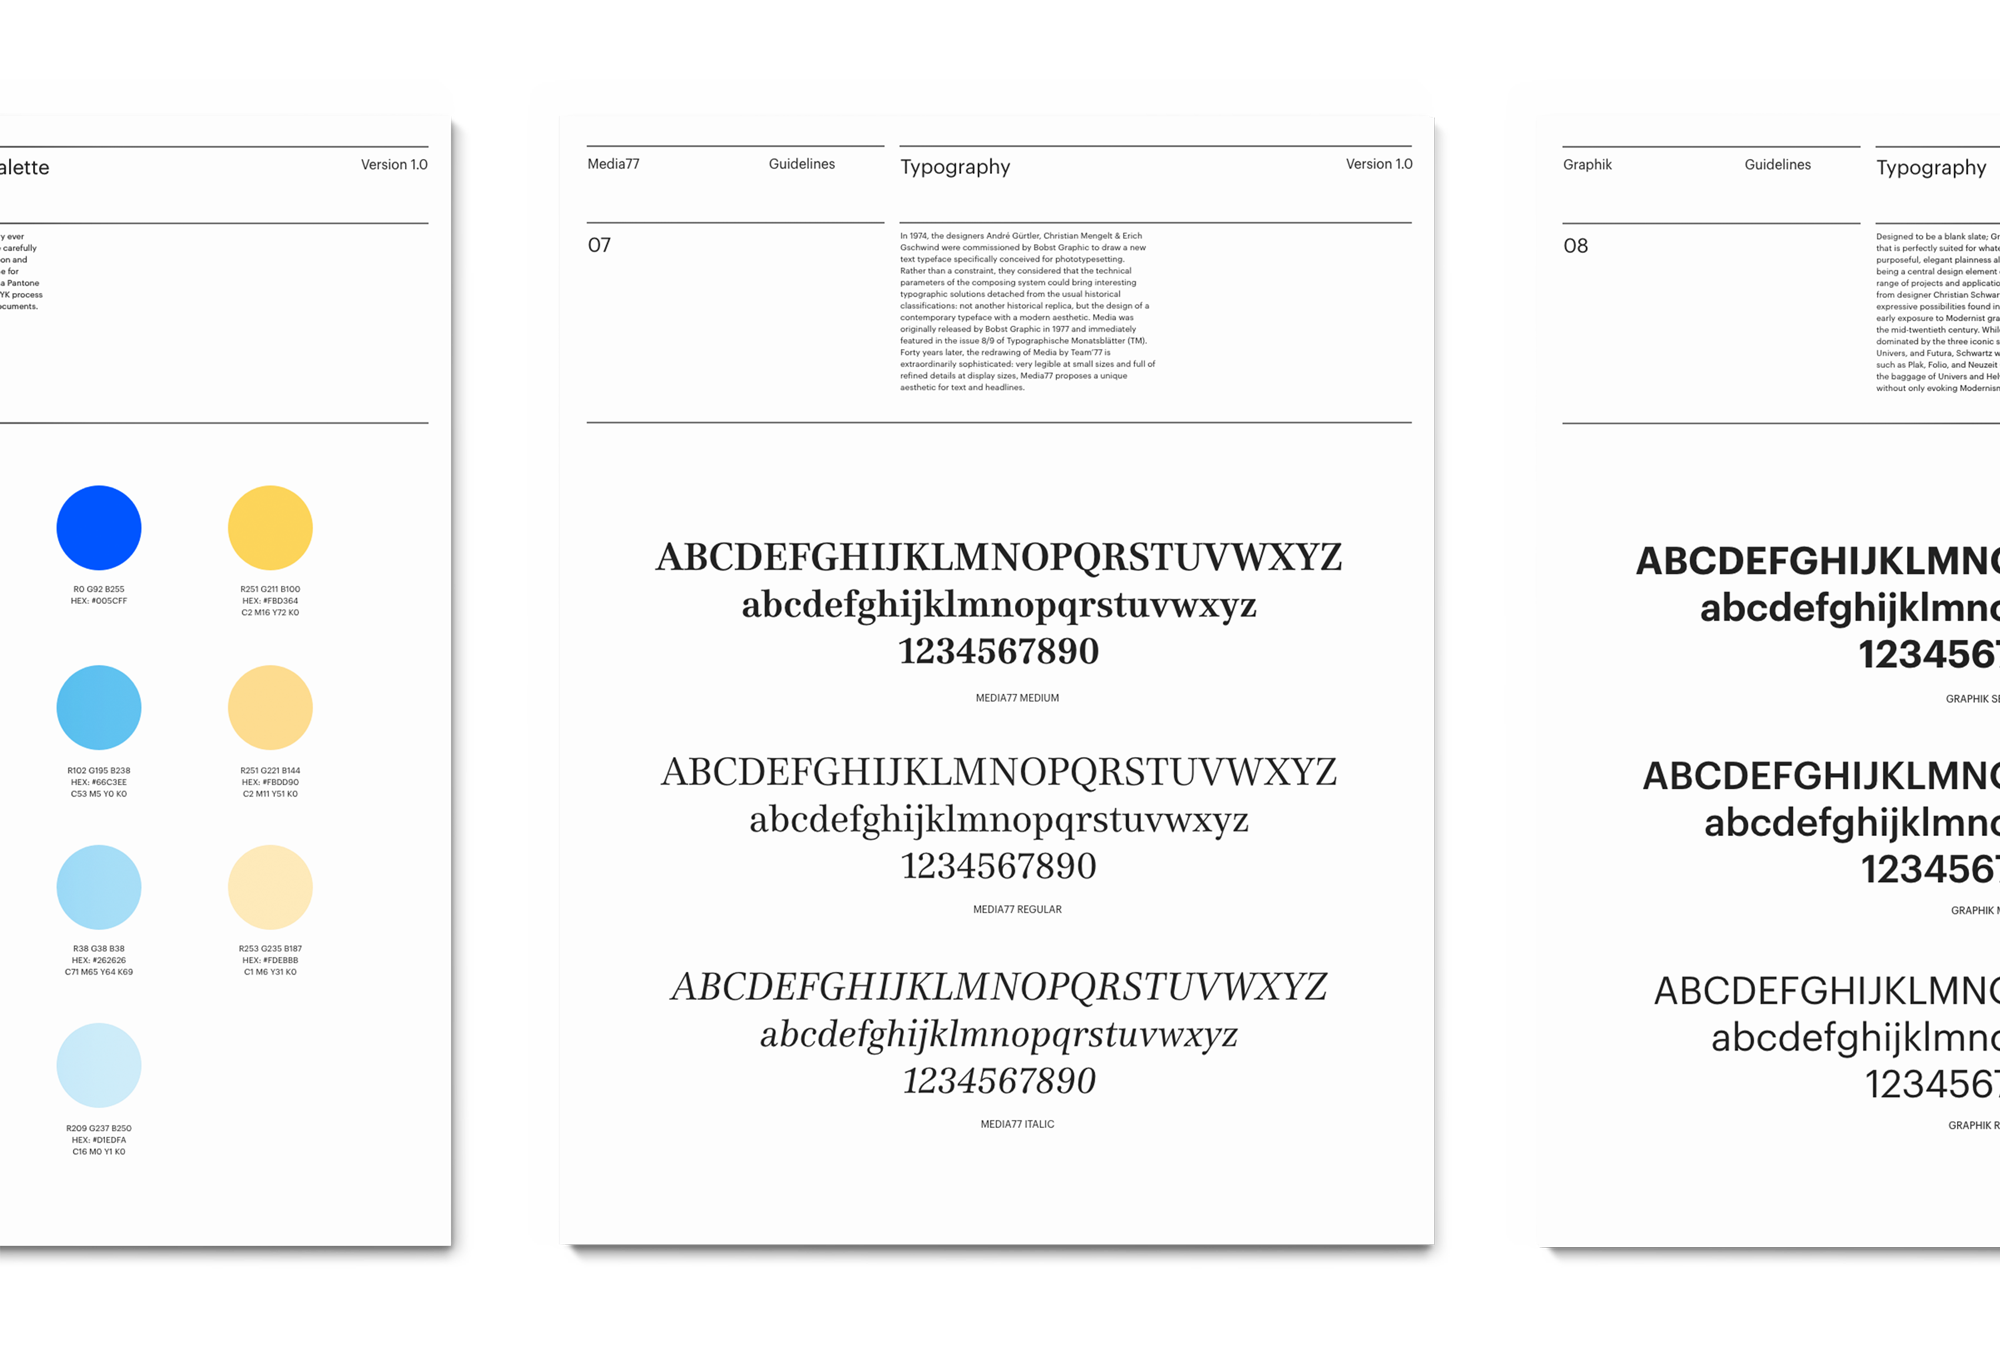 Version 1.0
y ever
carefully
on and
e for
a Pantone
YK process
ocuments.
R0 G92 B255
HEX: #005CFF
R251 G211 B100
HEX: #FBD364
C2 M16 Y72 K0
R102 G195 B238
HEX: #66C3EE
C53 M5 Y0 K0
R251 G221 B144
HEX: #FBDD90
C2 M11 Y51 K0
R38 G38 B38
HEX: #262626
C71 M65 Y64 K69
R253 G235 B187
HEX: #FDEBBB
C1 M6 Y31 K0
R209 G237 B250
HEX: #D1EDFA
C16 M0 Y1 K0
Media77
Guidelines
Typography
Version 1.0
07
In 1974, the designers André Gürtler, Christian Mengelt & Erich
Gschwind were commissioned by Bobst Graphic to draw a new
text typeface specifically conceived for phototypesetting.
Rather than a constraint, they considered that the technical
parameters of the composing system could bring interesting
typographic solutions detached from the usual historical
classifications: not another historical replica, but the design of a
contemporary typeface with a modern aesthetic. Media was
originally released by Bobst Graphic in 1977 and immediately
featured in the issue 8/9 of Typographische Monatsblätter (TM).
Forty years later, the redrawing of Media by Team'77 is
extraordinarily sophisticated: very legible at small sizes and full of
refined details at display sizes, Media77 proposes a unique
aesthetic for text and headlines.
ABCDEFGHIJKLMNOPQRSTUVWXYZ
abcdefghijklmnopqrstuvwxyz
1234567890
MEDIA77 MEDIUM
ABCDEFGHIJKLMNOPQRSTUVWXYZ
abcdefghijklmnopqrstuvwxyz
1234567890
MEDIA77 REGULAR
ABCDEFGHIJKLMNOPQRSTUVWXYZ
abcdefghijklmnopqrstuvwxyz
1234567890
MEDIA77 ITALIC
Graphik
Guidelines
Typography
08
Designed to be a blank slate; Gr
that is perfectly suited for whate
purposeful, elegant plainness al
being a central design element
range of projects and applicatio
from designer Christian Schwar
expressive possibilities found in
early exposure to Modernist gra
the mid-twentieth century. While
dominated by the three iconic s
Univers, and Futura, Schwartz w
such as Plak, Folio, and Neuzeit
the baggage of Univers and Hel
without only evoking Modernism
ABCDEFGHIJKLMN
abcdefghijklmn
123456
GRAPHIK SE
ABCDEFGHIJKLMN
abcdefghijklmn
123456
GRAPHIK
ABCDEFGHIJKLMN
abcdefghijklmn
123456
GRAPHIK R